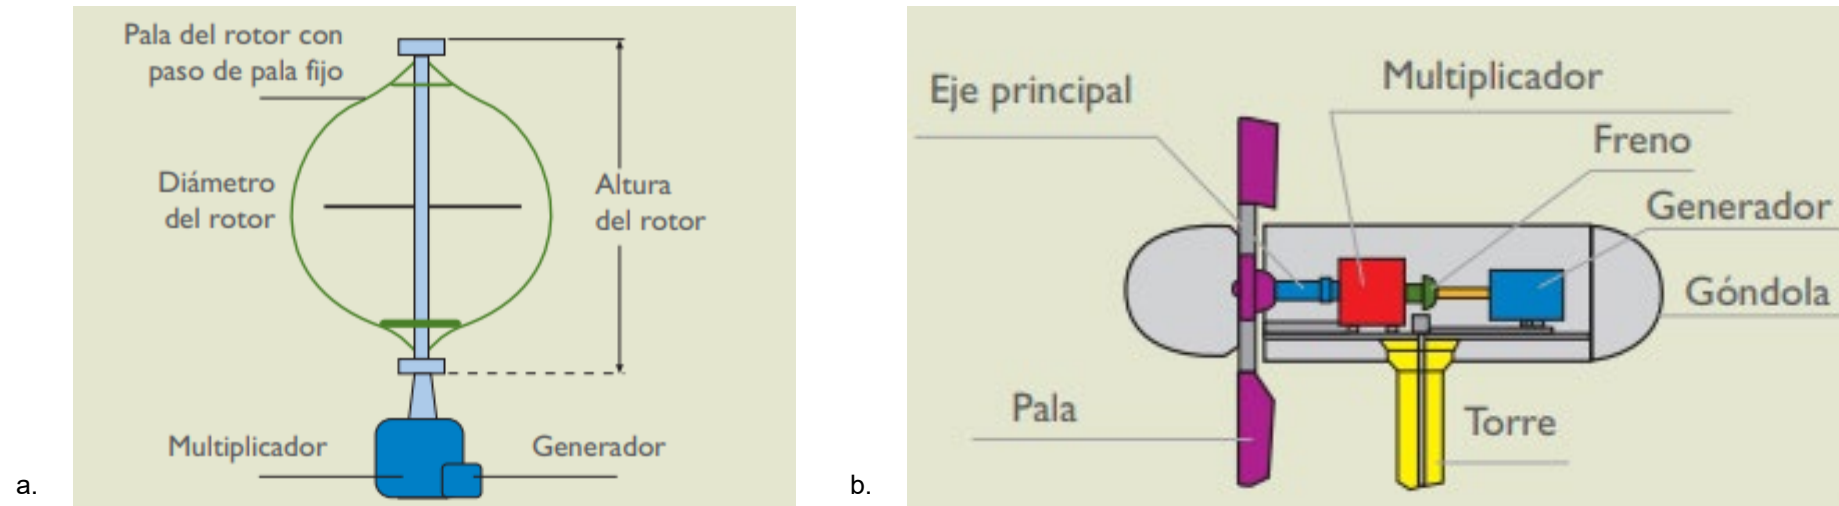 Pala del rotor con
paso de pala fijo
Diámetro
del rotor
Altura
del rotor
Multiplicador
Generador
a.
Eje principal
Multiplicador
Freno
Generador
Góndola
Pala
Torre
b.